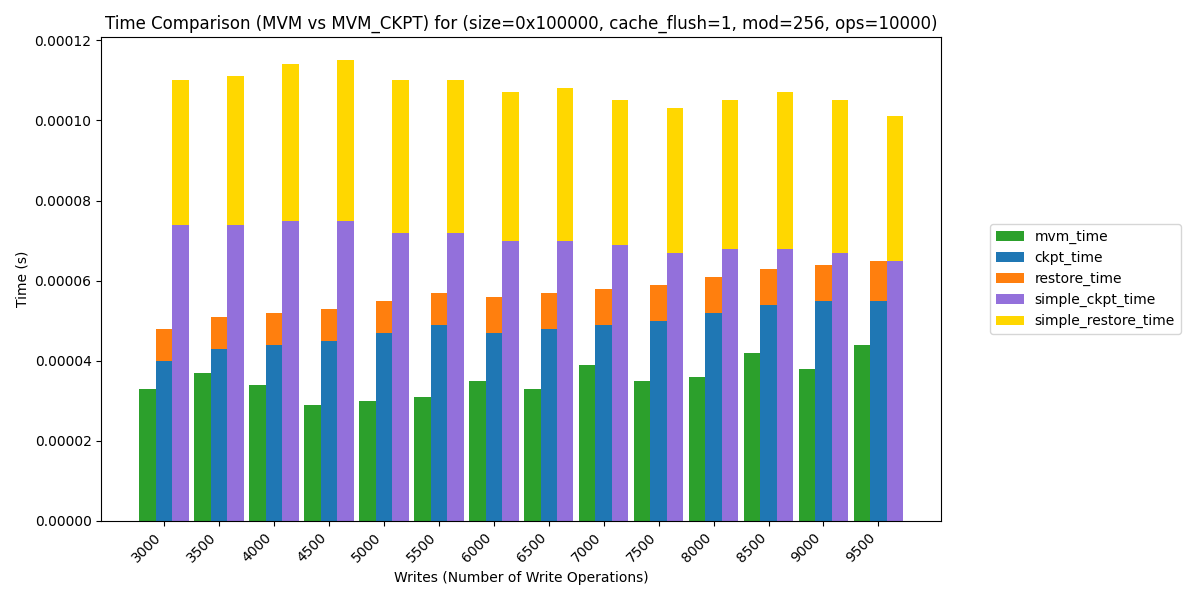 Time Comparison (MVM vs MVM_CKPT) for (size=0x100000, cache_flush=1, mod=256, ops=10000)
0.00012
0.00010
0.00008
0.00006
0.00004
0.00002
0.00000
Time (s)
3000
3500
4000
4500
5000
5500
6000
6500
7000
7500
8000
8500
9000
9500
Writes (Number of Write Operations)
mvm_time
ckpt_time
restore_time
simple_ckpt_time
simple_restore_time